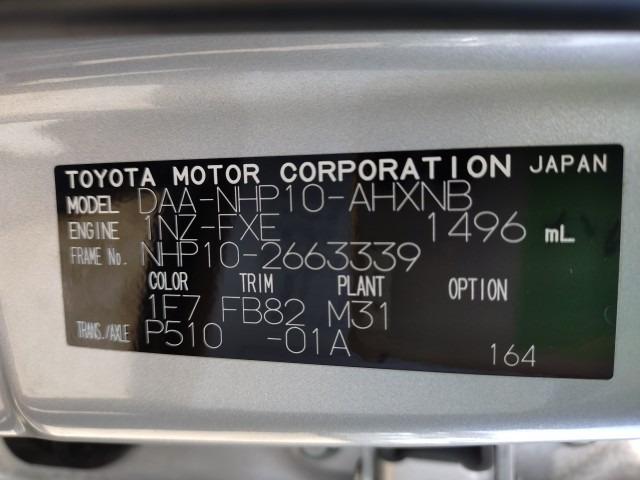 TOYOTA MOTOR CORPORATION JAPAN
MODEL DAA-NHP10-AHXNB
ENGINE 1NZ-FXE 1496 mL
FRAME No. NHP10-2663339
COLOR TRIM PLANT OPTION
1F7 FB82 M31
TRANS./AXLE P510 -01A
164